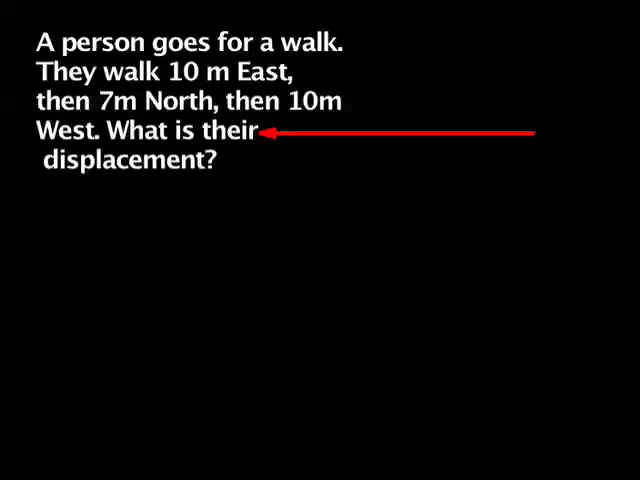 A person goes for a walk.
They walk 10 m East,
then 7m North, then 10m
West. What is their
displacement?